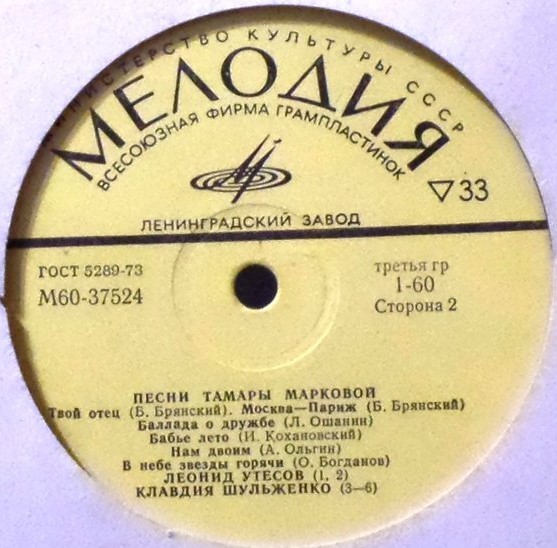 МИНИСТЕРСТВО КУЛЬТУРЫ СССР
МЕЛОДИЯ
ВСЕСОЮЗНАЯ ФИРМА ГРАМПЛАСТИНОК
33
ЛЕНИНГРАДСКИЙ ЗАВОД
ГОСТ 5289-73
М60-37524
третья гр
1-60
Сторона 2
ПЕСНИ ТАМАРЫ МАРКОВОЙ
Твой отец (Б. Брянский). Москва—Париж (Б. Брянский)
Баллада о дружбе (Л. Ошанин)
Бабье лето (И. Кохановский)
Нам двоим (А. Ольгин)
В небе звезды горячи (О. Богданов)
ЛЕОНИД УТЕСОВ (1, 2)
КЛАВДИЯ ШУЛЬЖЕНКО (3—6)